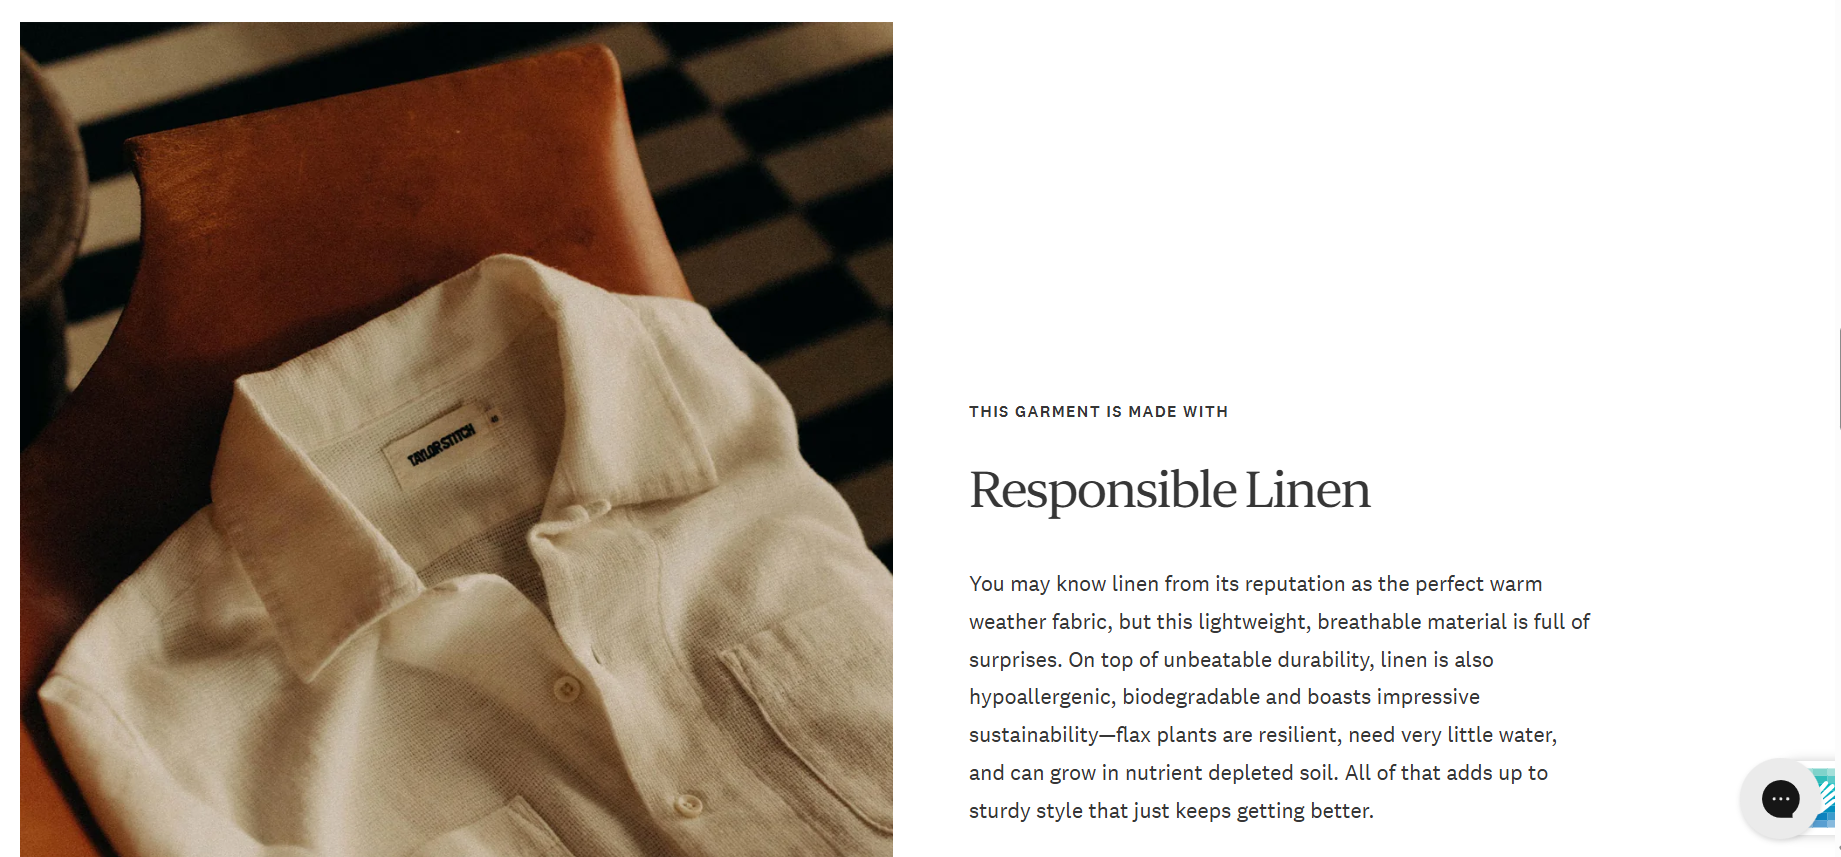 TAYLOR STITCH
THIS GARMENT IS MADE WITH
Responsible Linen
You may know linen from its reputation as the perfect warm
weather fabric, but this lightweight, breathable material is full of
surprises. On top of unbeatable durability, linen is also
hypoallergenic, biodegradable and boasts impressive
sustainability—flax plants are resilient, need very little water,
and can grow in nutrient depleted soil. All of that adds up to
sturdy style that just keeps getting better.